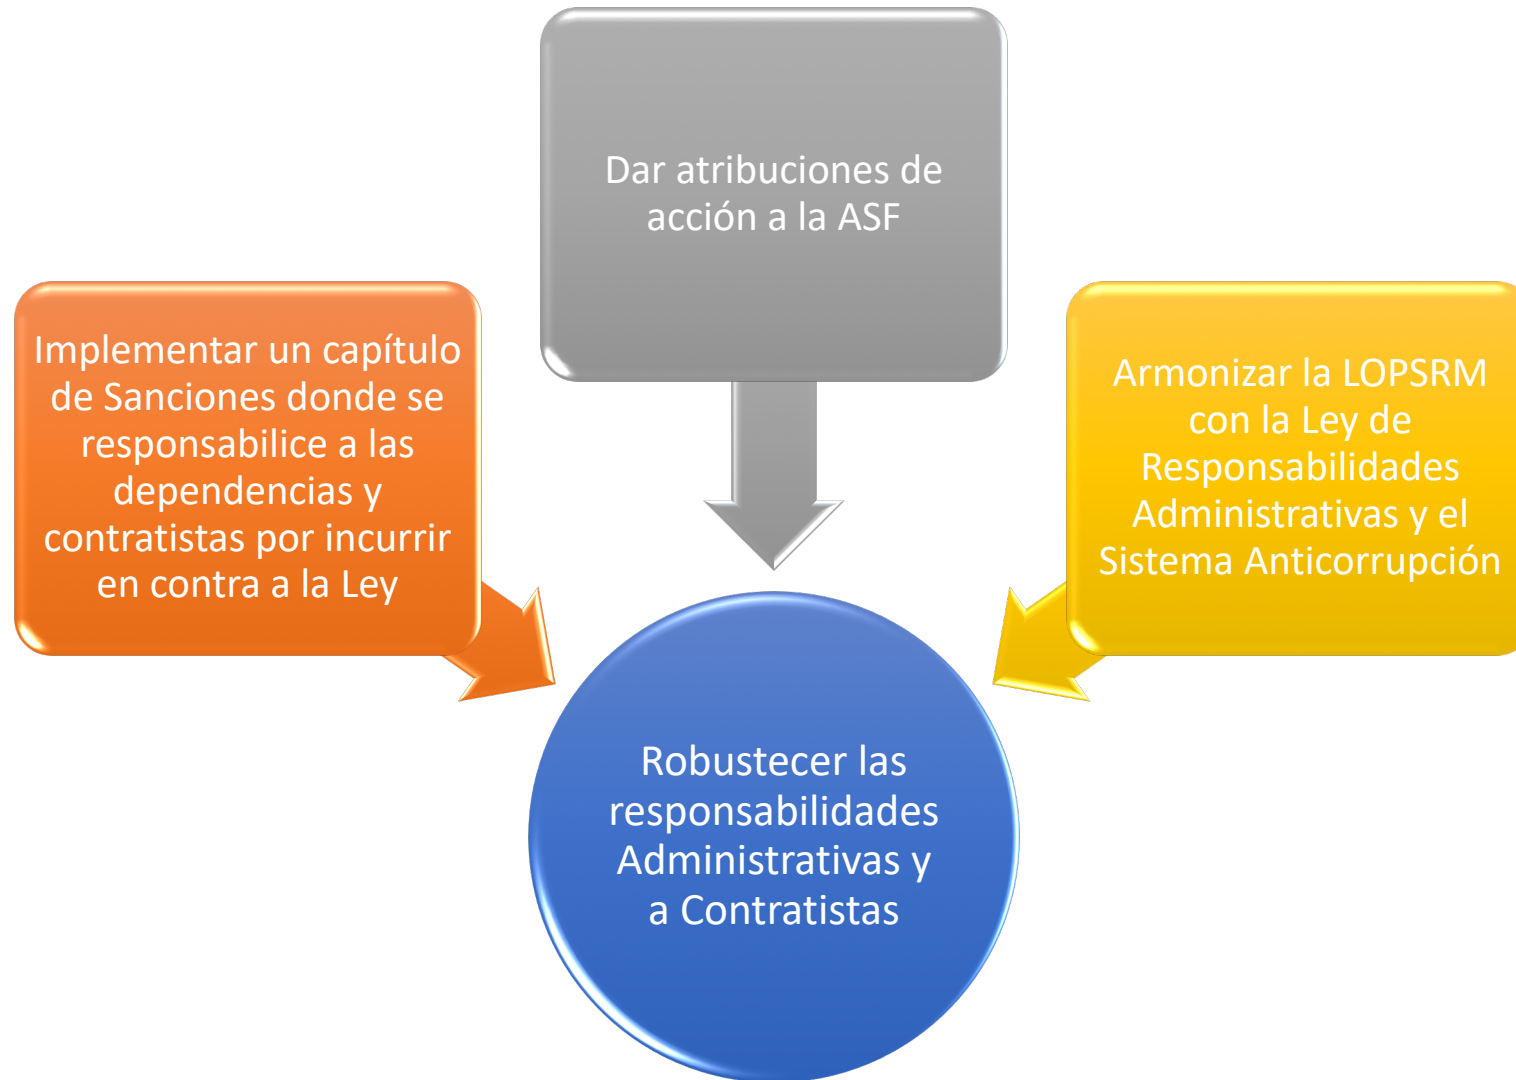 Dar atribuciones de
acción a la ASF
Implementar un capítulo
de Sanciones donde se
responsabilice a las
dependencias y
contratistas por incurrir
en contra a la Ley
Armonizar la LOPSRM
con la Ley de
Responsabilidades
Administrativas y el
Sistema Anticorrupción
Robustecer las
responsabilidades
Administrativas y
a Contratistas